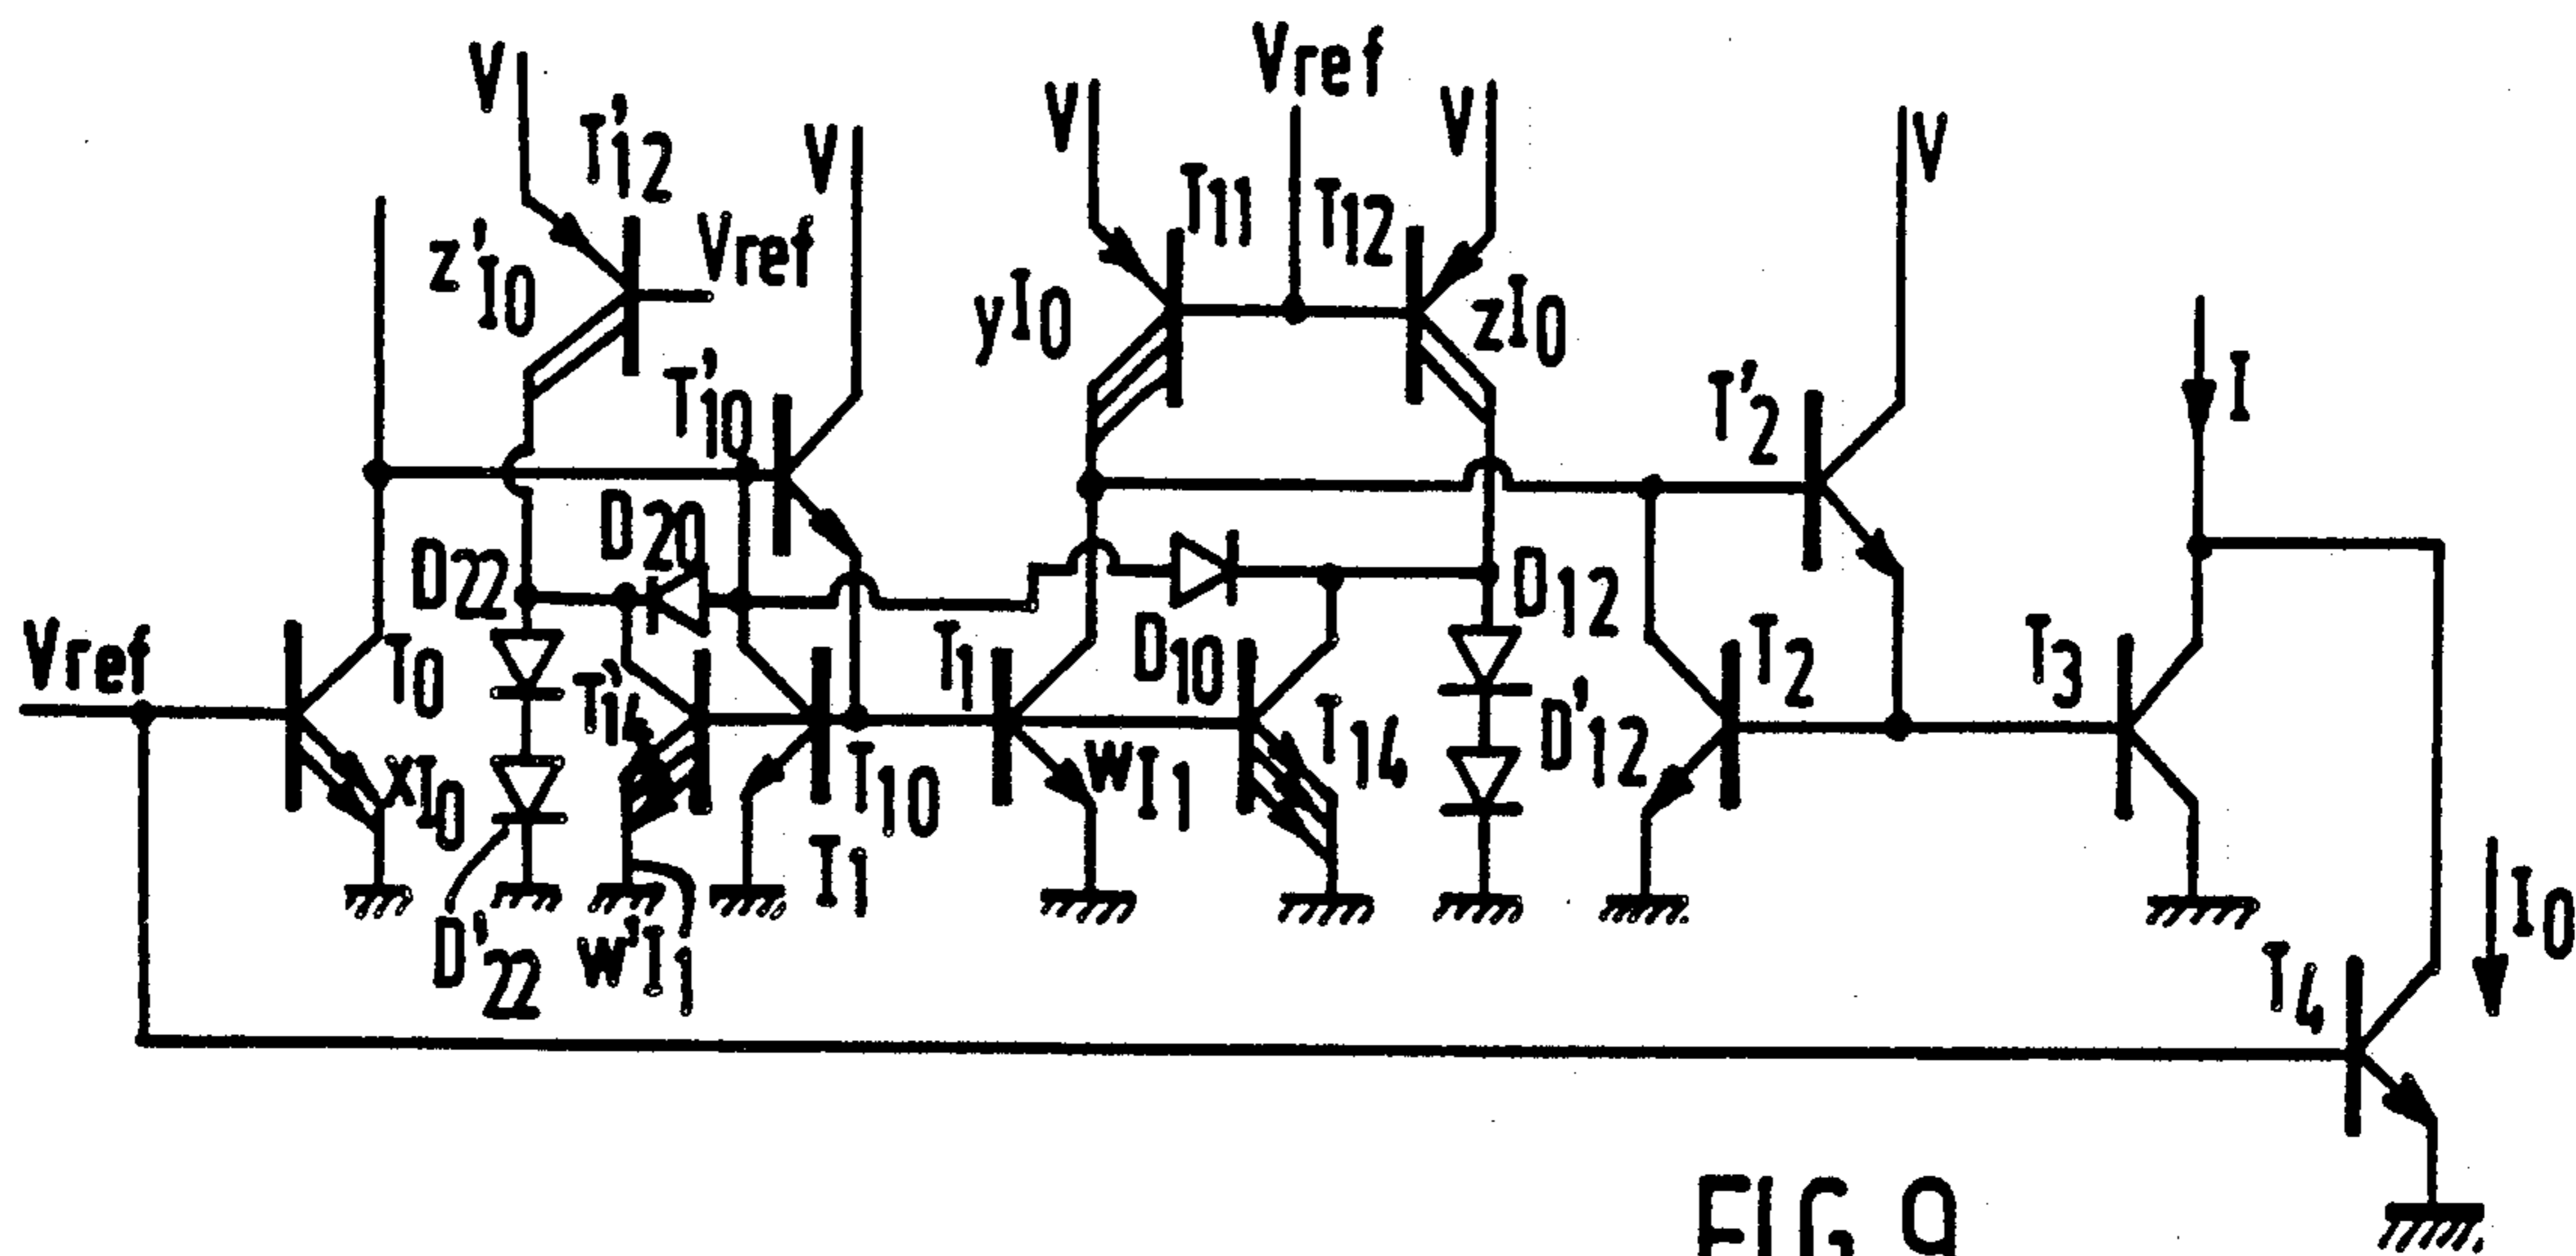 V
T'12
V
z'I0
Vref
T'10
V
Vref
V
T11
T12
yI0
zI0
V
T'2
I
D22
D20
D10
D12
D'12
Vref
T0
xI0
T'14
T10
I1
T1
wI1
T14
T2
T3
D'22
w'I1
T4
I0
FIG.9